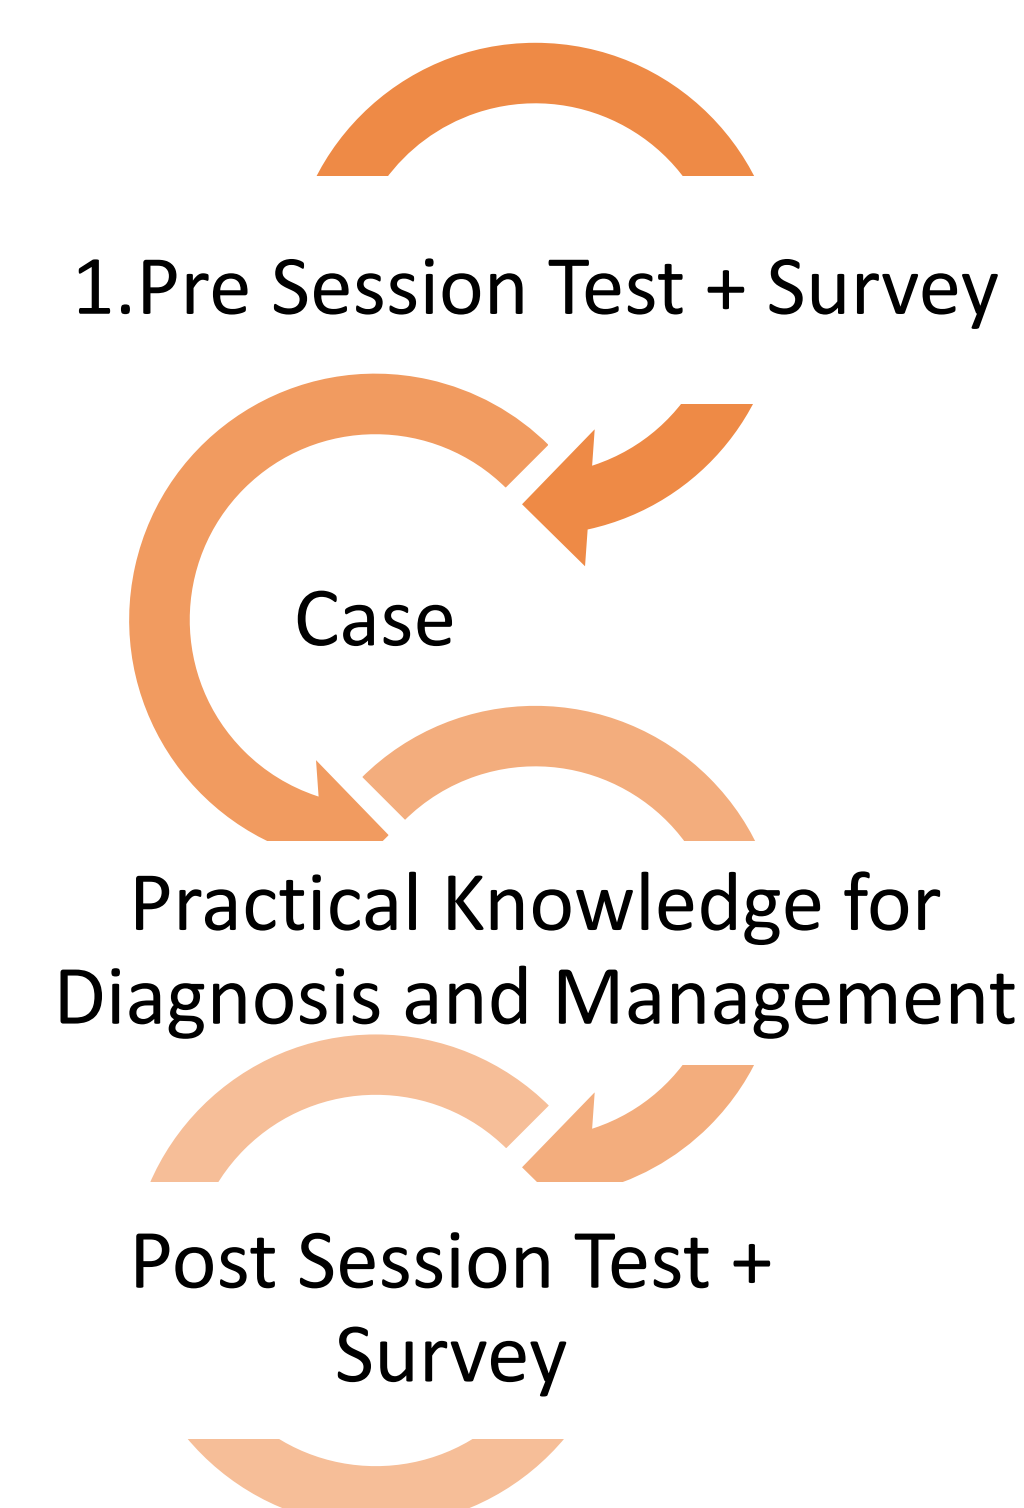 1.Pre Session Test + Survey
Case
Practical Knowledge for
Diagnosis and Management
Post Session Test +
Survey